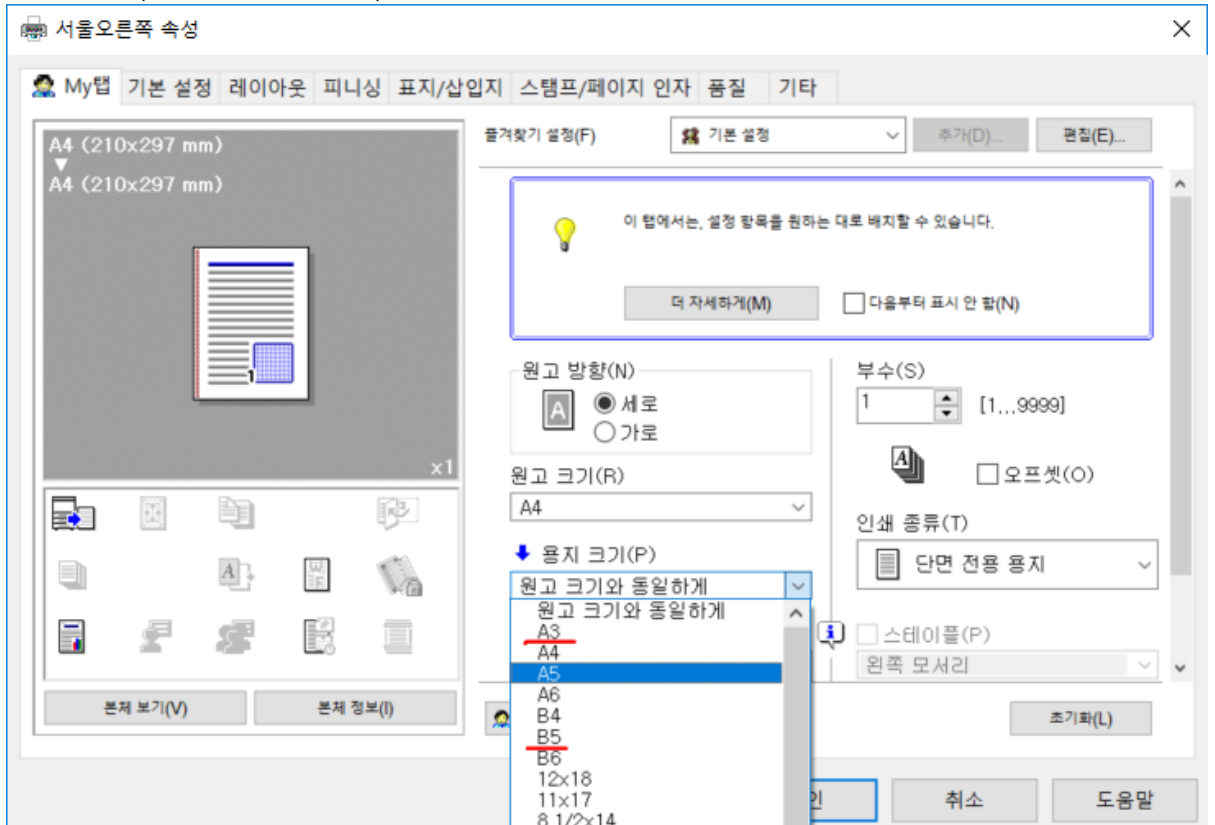 서울오른쪽 속성
My탭 기본 설정 레이아웃 피니싱 표지/삽입지 스탬프/페이지 인자 품질 기타
A4 (210x297 mm)
A4 (210x297 mm)
x1
본체 보기(V) 본체 정보(I)
즐겨찾기 설정(F) 기본 설정 추가(D)... 편집(E)...
이 탭에서는, 설정 항목을 원하는 대로 배치할 수 있습니다.
더 자세하게(M) 다음부터 표시 안 함(N)
원고 방향(N)
세로
가로
원고 크기(R)
A4
용지 크기(P)
원고 크기와 동일하게
원고 크기와 동일하게
A3
A4
A5
A6
B4
B5
B6
12x18
11x17
8 1/2x14
부수(S)
1 [1...9999]
오프셋(O)
인쇄 종류(T)
단면 전용 용지
스테이플(P)
왼쪽 모서리
초기화(L)
취소 도움말